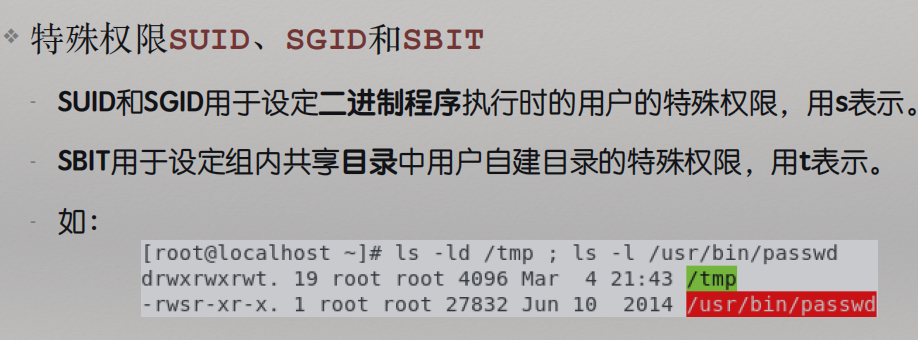 特殊权限SUID、SGID和SBIT
- SUID和SGID用于设定二进制程序执行时的用户的特殊权限，用s表示。
- SBIT用于设定组内共享目录中用户自建目录的特殊权限，用t表示。
- 如：
[root@localhost ~]# ls -ld /tmp ; ls -l /usr/bin/passwd
drwxrwxrwt. 19 root root 4096 Mar  4 21:43 /tmp
-rwsr-xr-x. 1 root root 27832 Jun 10  2014 /usr/bin/passwd